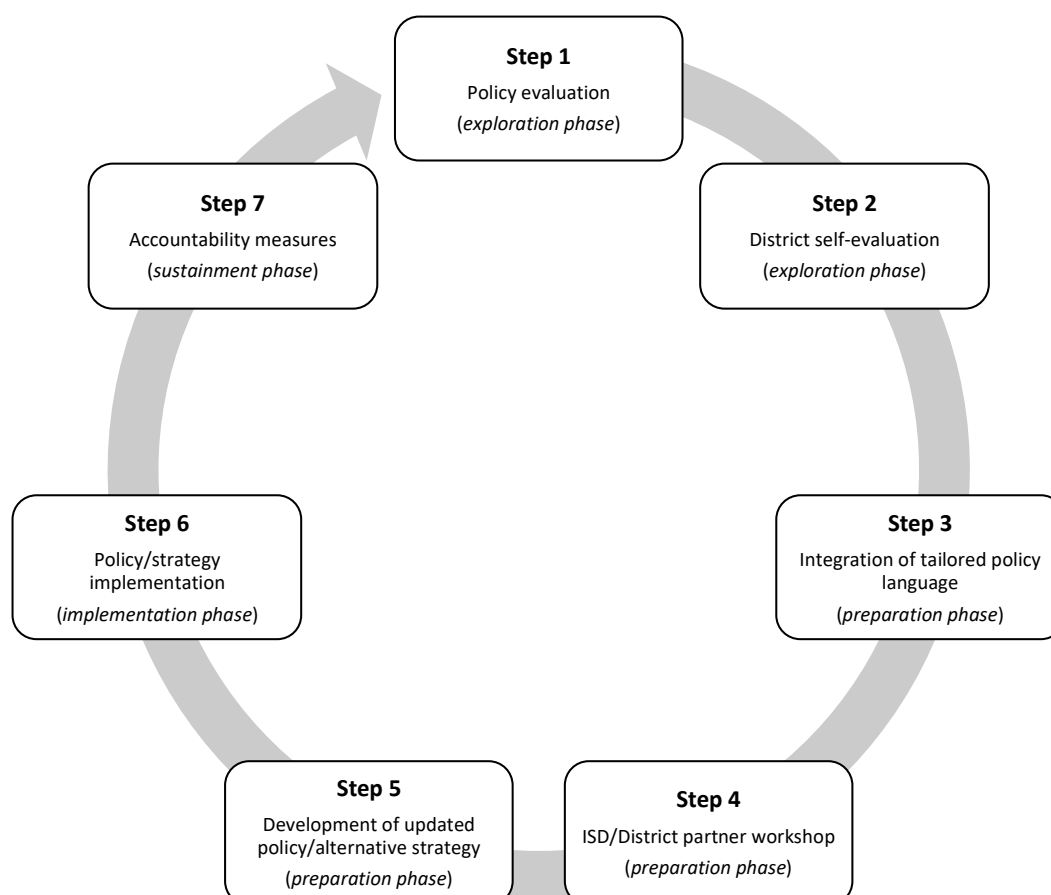 Step 1
Policy evaluation
(exploration phase)
Step 2
District self-evaluation
(exploration phase)
Step 3
Integration of tailored policy
language
(preparation phase)
Step 4
ISD/District partner workshop
(preparation phase)
Step 5
Development of updated
policy/alternative strategy
(preparation phase)
Step 6
Policy/strategy
implementation
(implementation phase)
Step 7
Accountability measures
(sustainment phase)